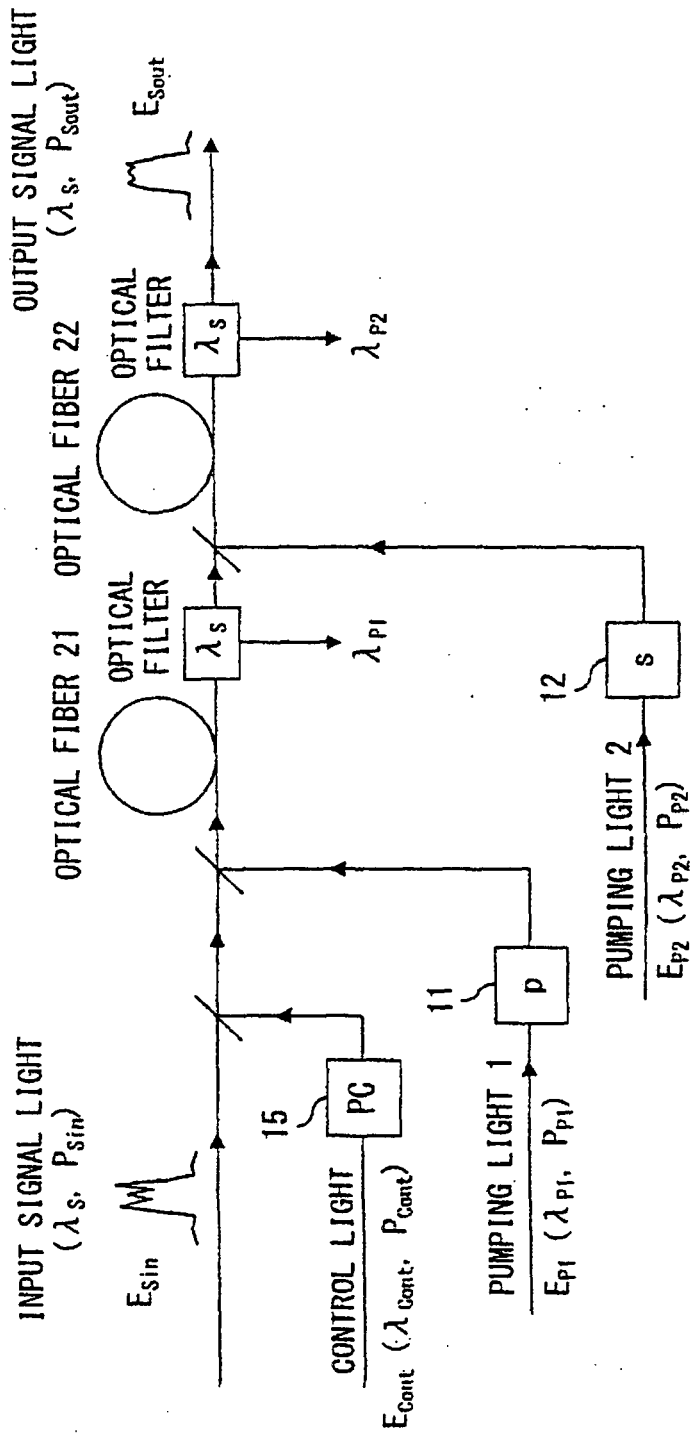 INPUT SIGNAL LIGHT
(λS, PSin)
ESin
CONTROL LIGHT
ECont (λCont, PCont)
15
PC
PUMPING LIGHT 1
EP1 (λP1, PP1)
11
p
OPTICAL FIBER 21
OPTICAL
FILTER
λS
λP1
PUMPING LIGHT 2
EP2 (λP2, PP2)
12
s
OPTICAL FIBER 22
OPTICAL
FILTER
λS
λP2
OUTPUT SIGNAL LIGHT
(λS, PSout)
ESout